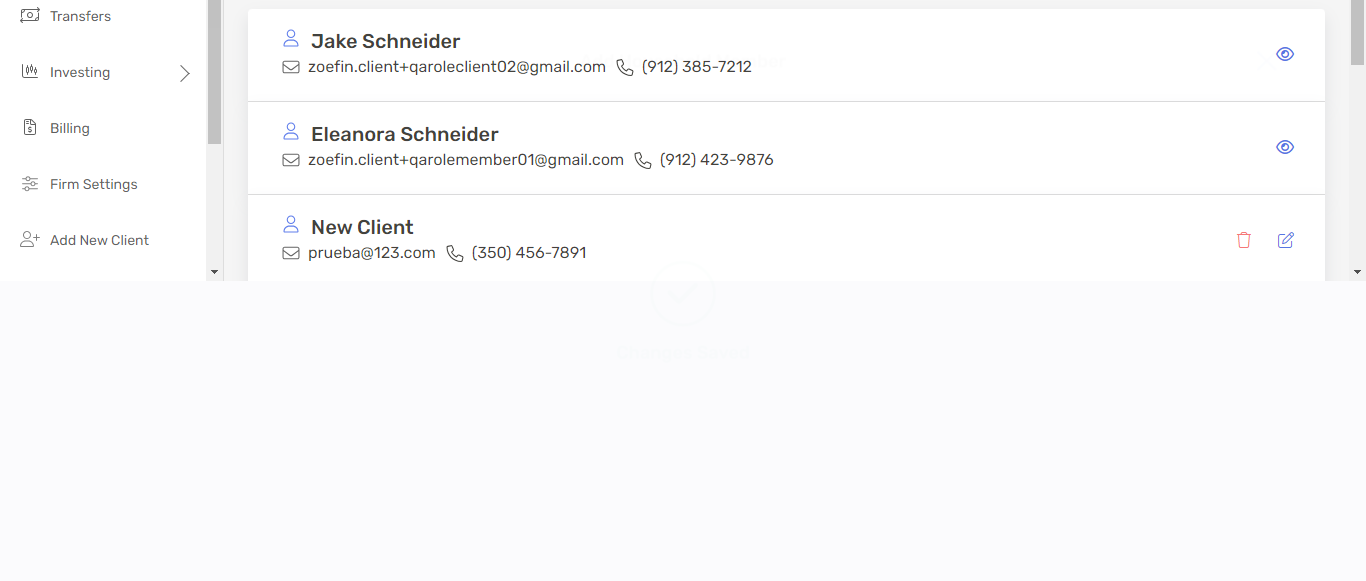 Transfers
Investing
Billing
Firm Settings
Add New Client
Jake Schneider
zoefin.client+qaroleclient02@gmail.com (912) 385-7212
Eleanora Schneider
zoefin.client+qarolemember01@gmail.com (912) 423-9876
New Client
prueba@123.com (350) 456-7891